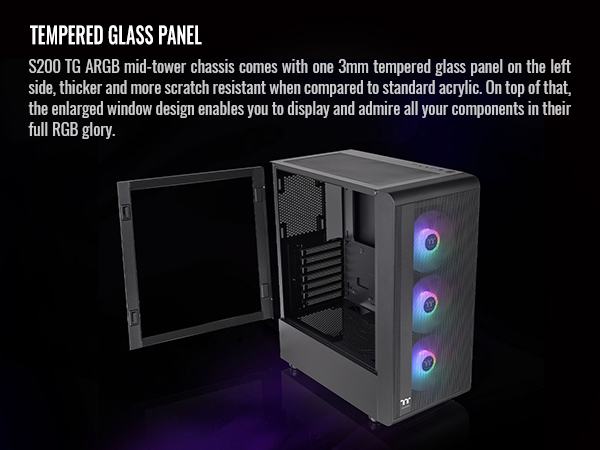 TEMPERED GLASS PANEL
S200 TG ARGB mid-tower chassis comes with one 3mm tempered glass panel on the left
side, thicker and more scratch resistant when compared to standard acrylic. On top of that,
the enlarged window design enables you to display and admire all your components in their
full RGB glory.